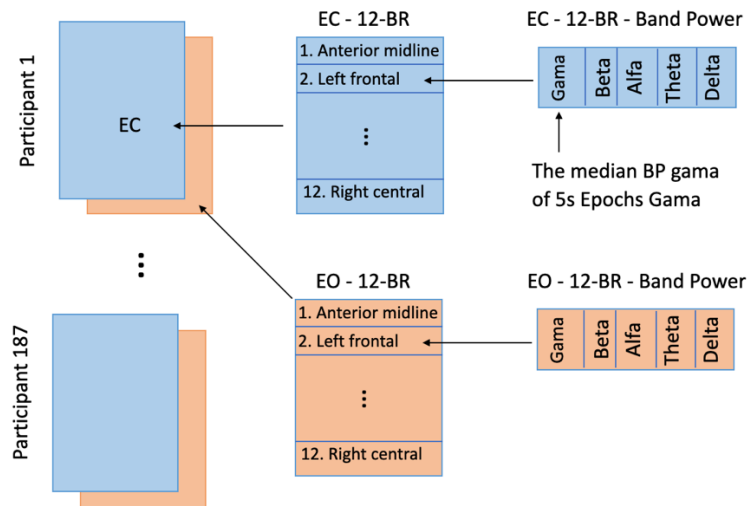 EC - 12-BR
EC - 12-BR - Band Power
Participant 1
EC
1. Anterior midline
2. Left frontal
...
12. Right central
Gama
Beta
Alfa
Theta
Delta
The median BP gama
of 5s Epochs Gama
...
EO - 12-BR
EO - 12-BR - Band Power
Participant 187
1. Anterior midline
2. Left frontal
...
12. Right central
Gama
Beta
Alfa
Theta
Delta